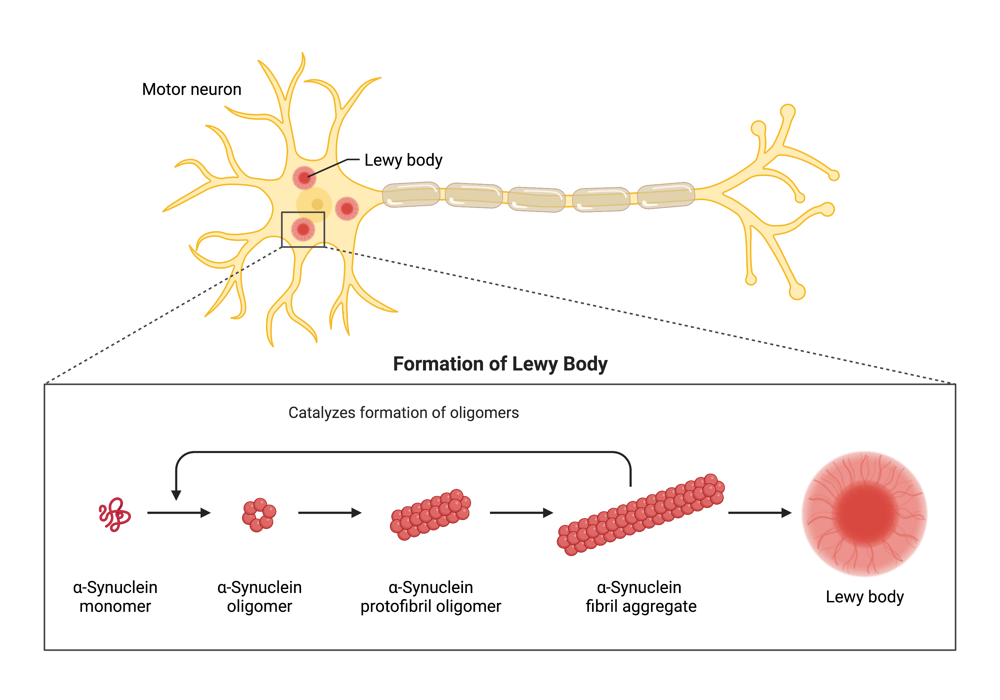 Motor neuron
Lewy body
Formation of Lewy Body
Catalyzes formation of oligomers
α-Synuclein
monomer
α-Synuclein
oligomer
α-Synuclein
protofibril oligomer
α-Synuclein
fibril aggregate
Lewy body